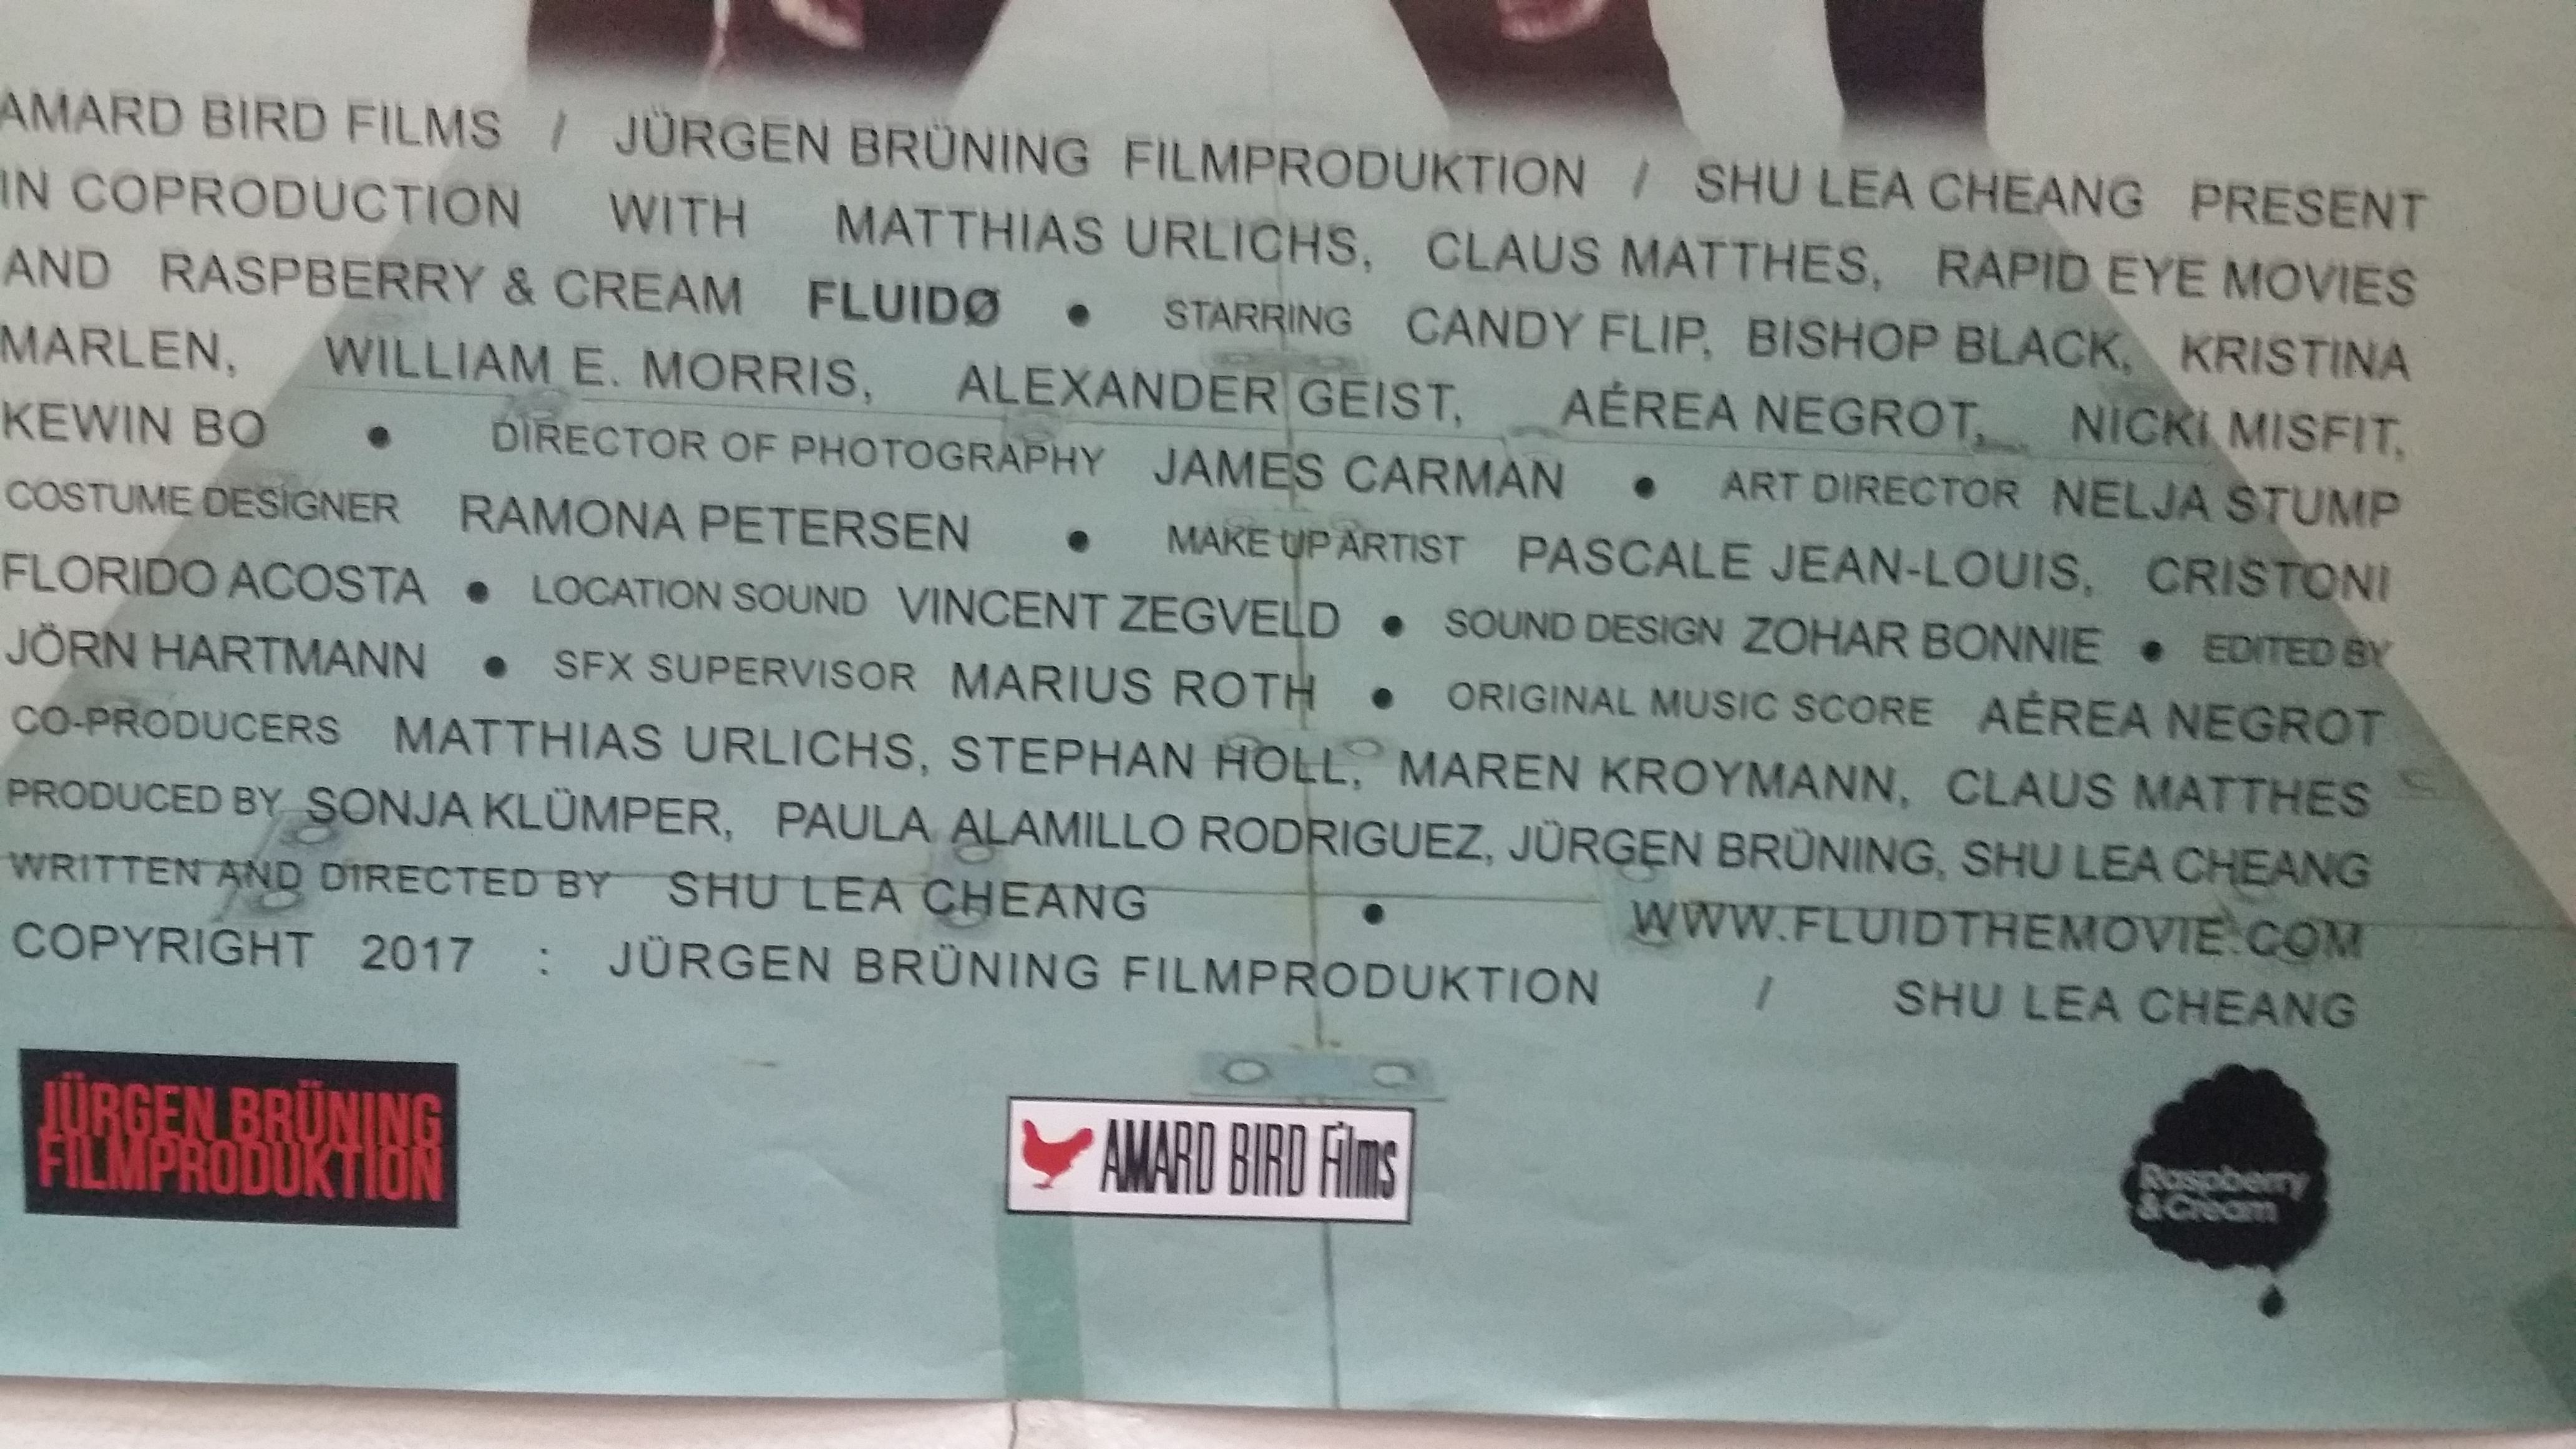 AMARD BIRD FILMS / JÜRGEN BRÜNING FILMPRODUKTION / SHU LEA CHEANG PRESENT
IN COPRODUCTION WITH MATTHIAS URLICHS, CLAUS MATTHES, RAPID EYE MOVIES
AND RASPBERRY & CREAM FLUIDØ • STARRING CANDY FLIP, BISHOP BLACK, KRISTINA
MARLEN, WILLIAM E. MORRIS, ALEXANDER GEIST, AÉREA NEGROT, NICKI MISFIT,
KEWIN BO • DIRECTOR OF PHOTOGRAPHY JAMES CARMAN • ART DIRECTOR NELJA STUMP
COSTUME DESIGNER RAMONA PETERSEN • MAKE UP ARTIST PASCALE JEAN-LOUIS, CRISTONI
FLORIDO ACOSTA • LOCATION SOUND VINCENT ZEGVELD • SOUND DESIGN ZOHAR BONNIE • EDITED BY
JÖRN HARTMANN • SFX SUPERVISOR MARIUS ROTH • ORIGINAL MUSIC SCORE AÉREA NEGROT
CO-PRODUCERS MATTHIAS URLICHS, STEPHAN HOLL, MAREN KROYMANN, CLAUS MATTHES
PRODUCED BY SONJA KLÜMPER, PAULA ALAMILLO RODRIGUEZ, JÜRGEN BRÜNING, SHU LEA CHEANG
WRITTEN AND DIRECTED BY SHU LEA CHEANG • WWW.FLUIDTHEMOVIE.COM
COPYRIGHT 2017 : JÜRGEN BRÜNING FILMPRODUKTION / SHU LEA CHEANG
JÜRGEN BRÜNING
FILMPRODUKTION
AMARD BIRD Films
Raspberry
& Cream